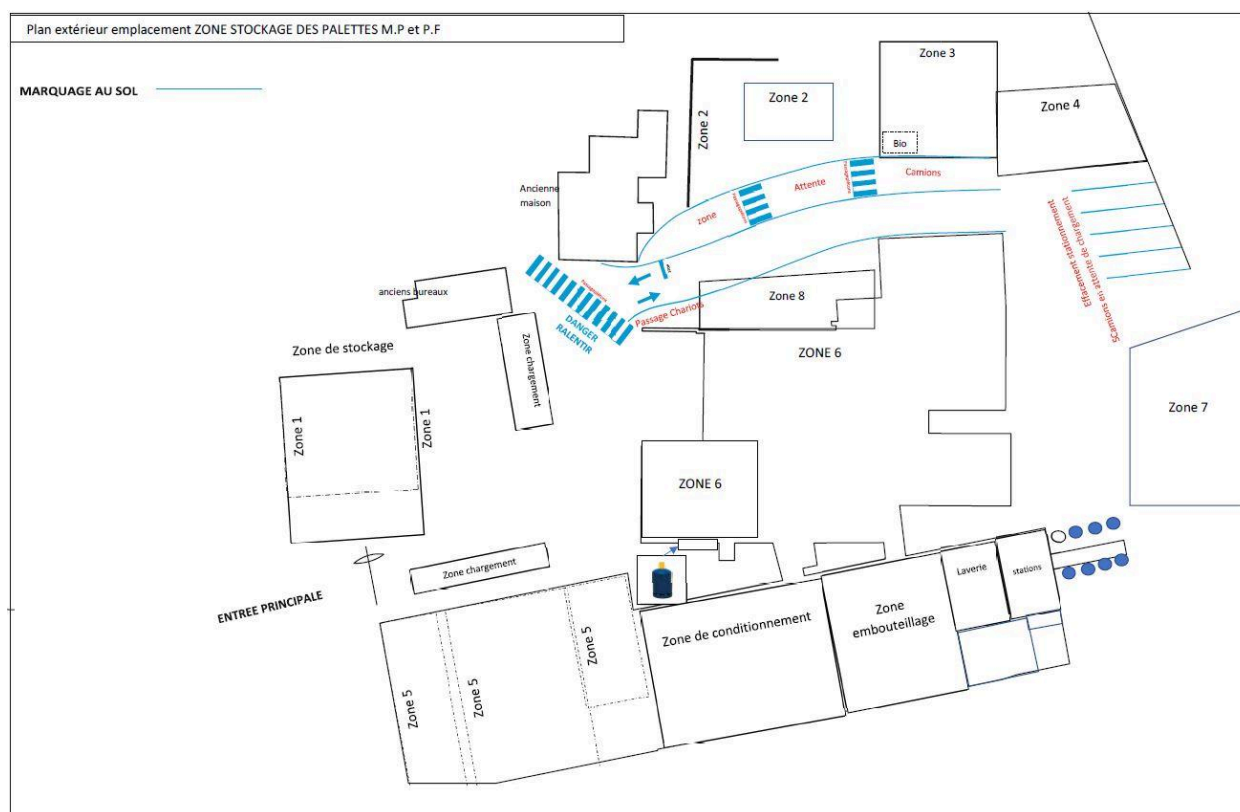 Plan extérieur emplacement ZONE STOCKAGE DES PALETTES M.P et P.F
MARQUAGE AU SOL
Zone 3
Zone 2
Zone 2
Zone 4
Bio
Ancienne
maison
zone
Attente
Camions
Effacement stationnement
5Camions en attente de chargement
anciens bureaux
DANGER
RALENTIR
Passage Chariots
Zone 8
Zone de stockage
Zone chargement
ZONE 6
Zone 7
Zone 1
Zone 1
ZONE 6
Zone chargement
ENTREE PRINCIPALE
Laverie
stations
Zone
embouteillage
Zone de conditionnement
Zone 5
Zone 5
Zone 5